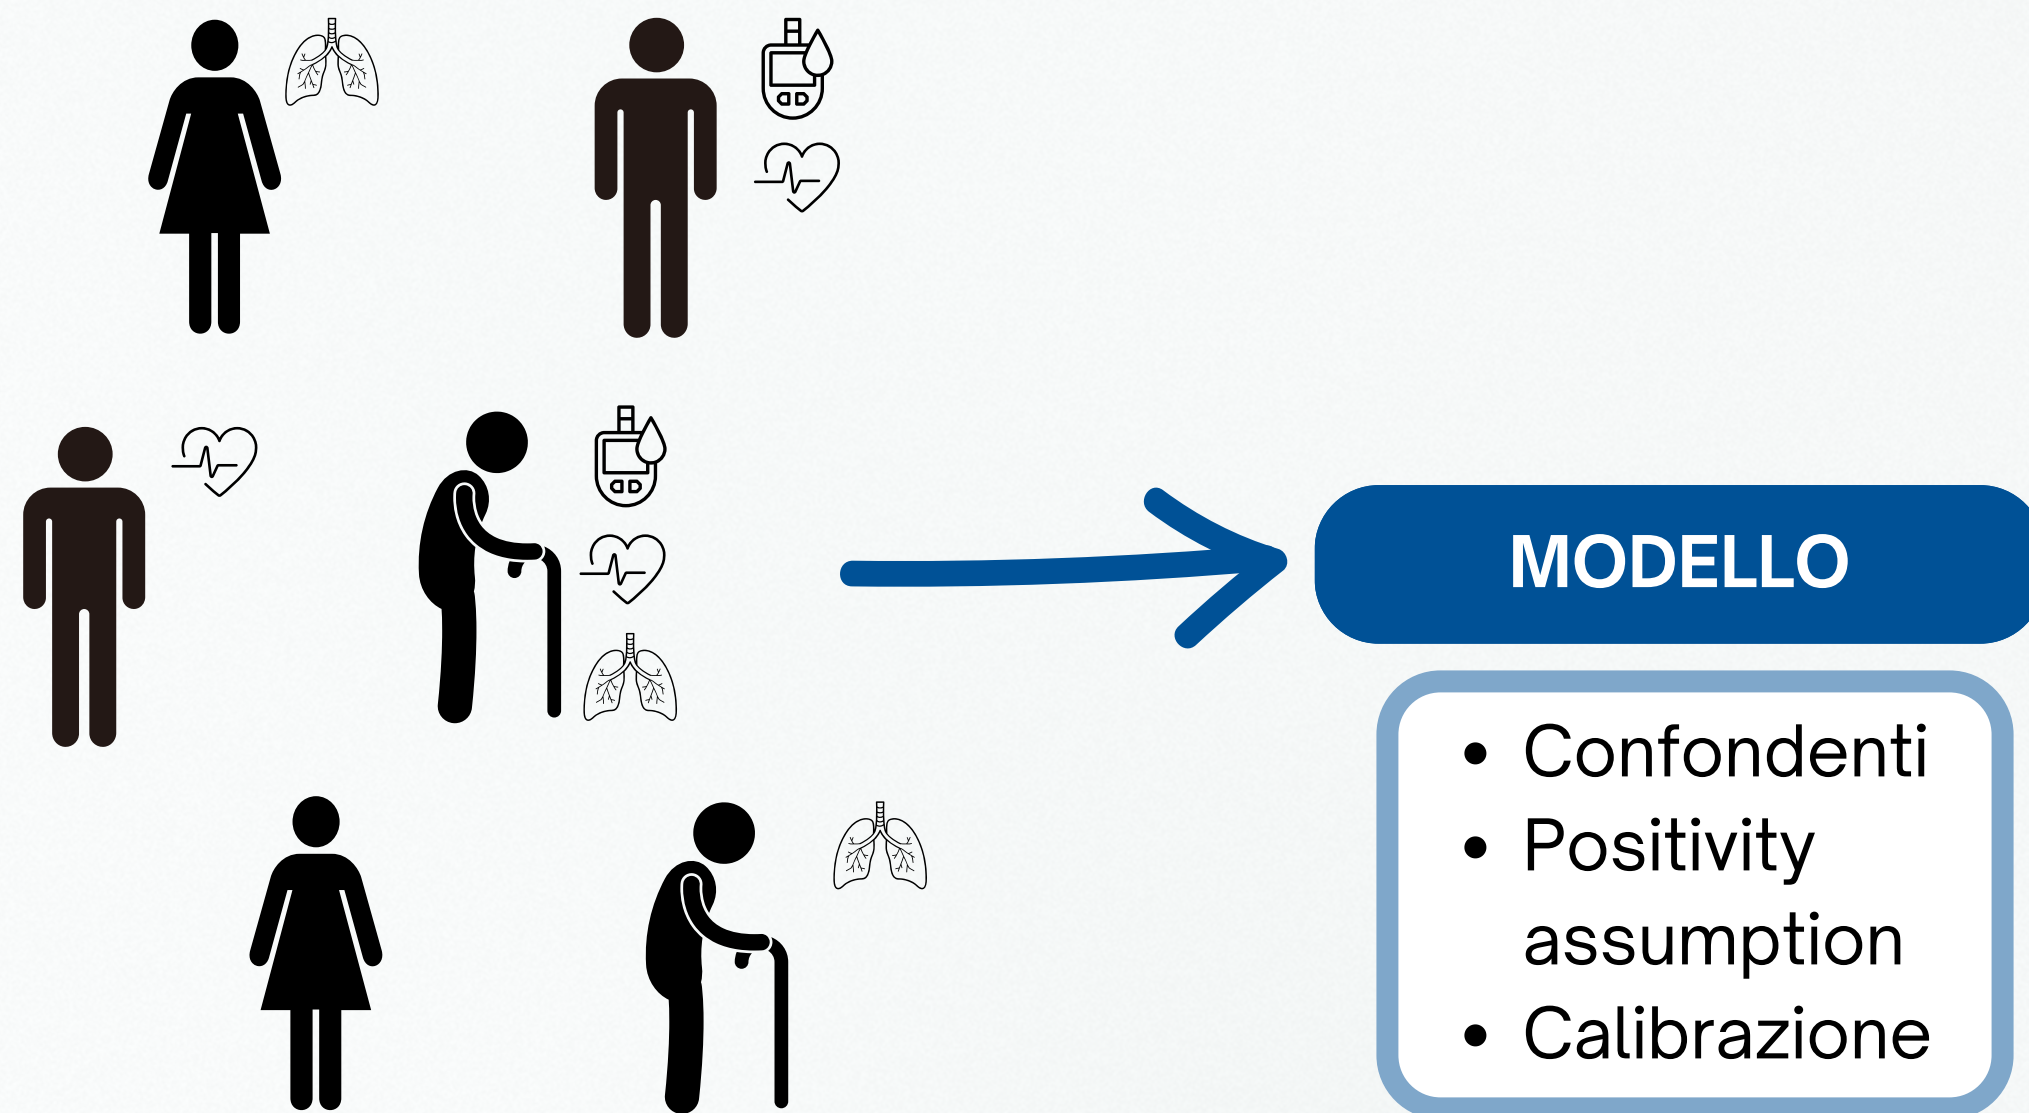 MODELLO
• Confondenti
• Positivity
assumption
• Calibrazione